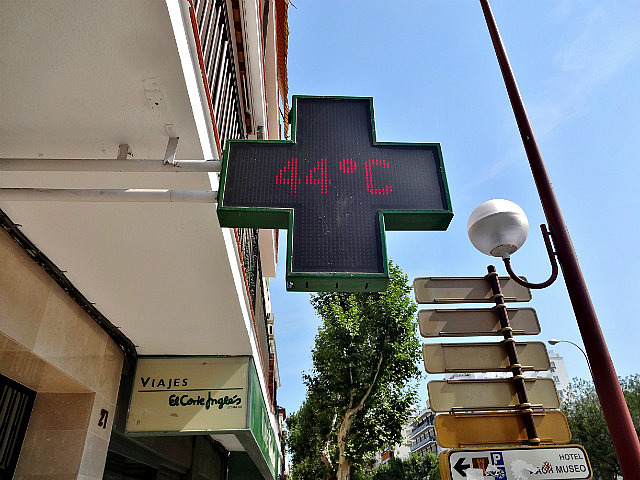 44°C
VIAJES
El Corte Inglés
21
P
HOTEL
MUSEO